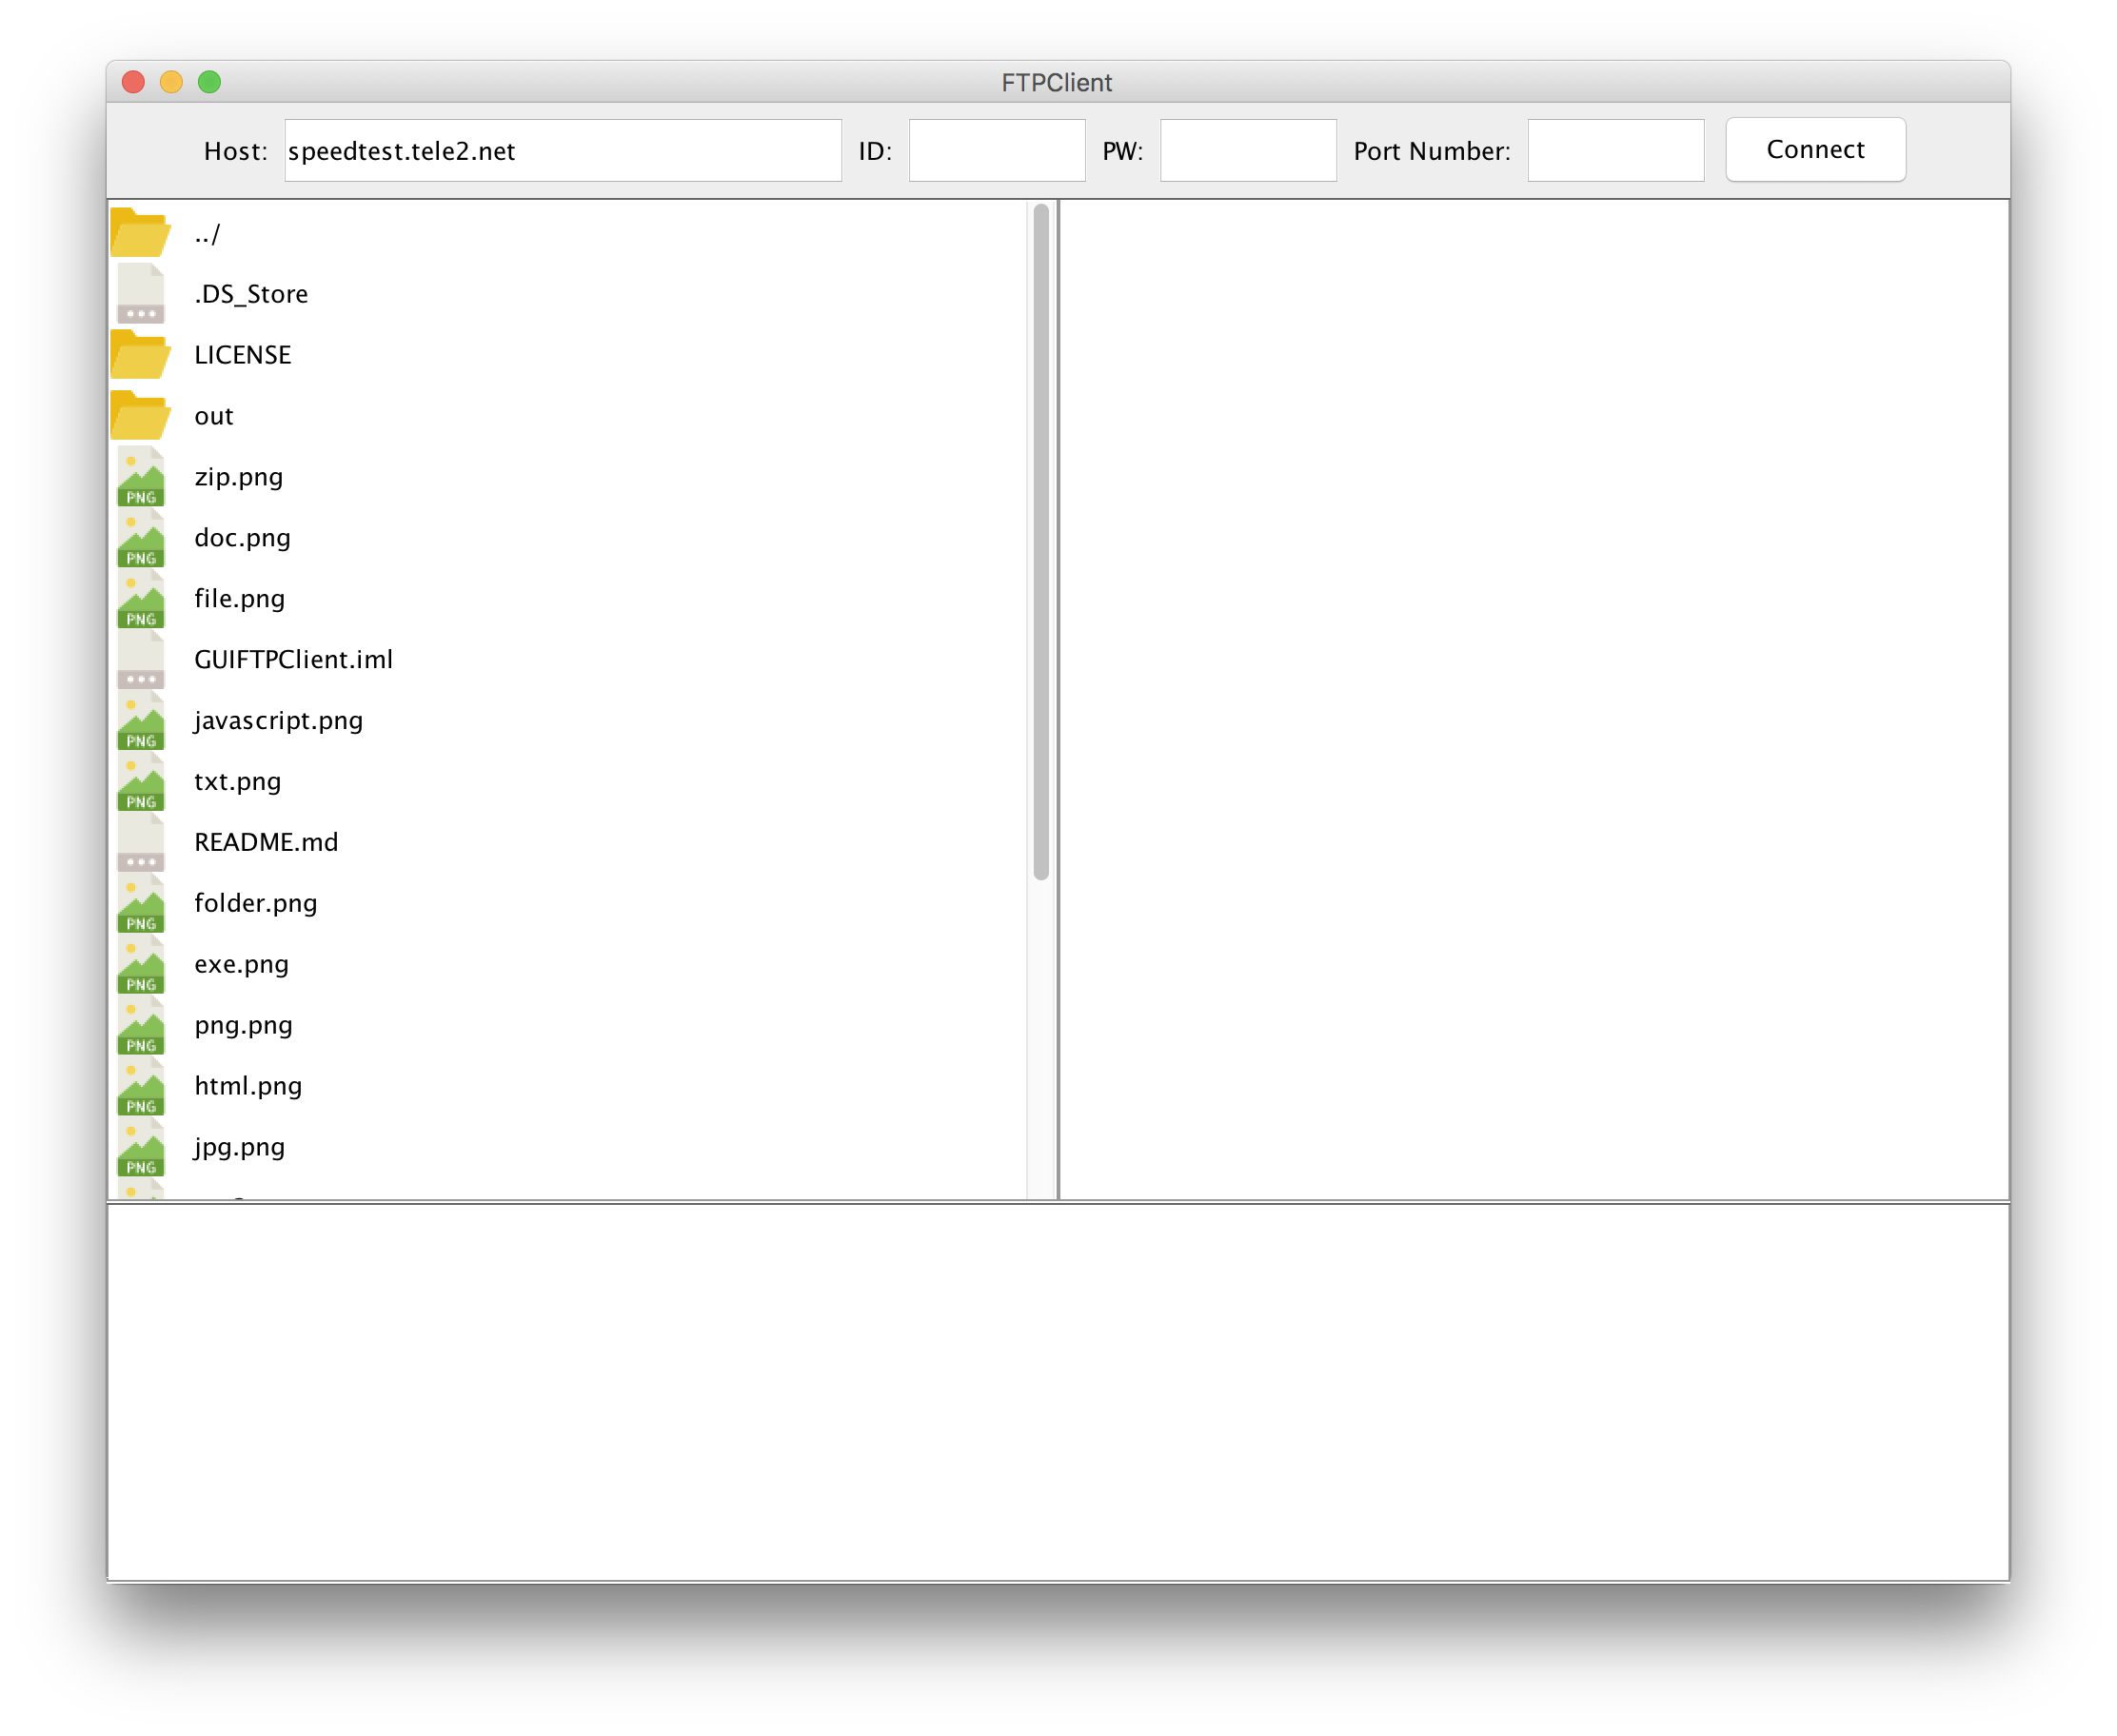 FTPClient
Host: speedtest.tele2.net ID: PW: Port Number: Connect
../
.DS_Store
LICENSE
out
PNG zip.png
PNG doc.png
PNG file.png
GUIFTPClient.iml
PNG javascript.png
PNG txt.png
README.md
PNG folder.png
PNG exe.png
PNG png.png
PNG html.png
PNG jpg.png